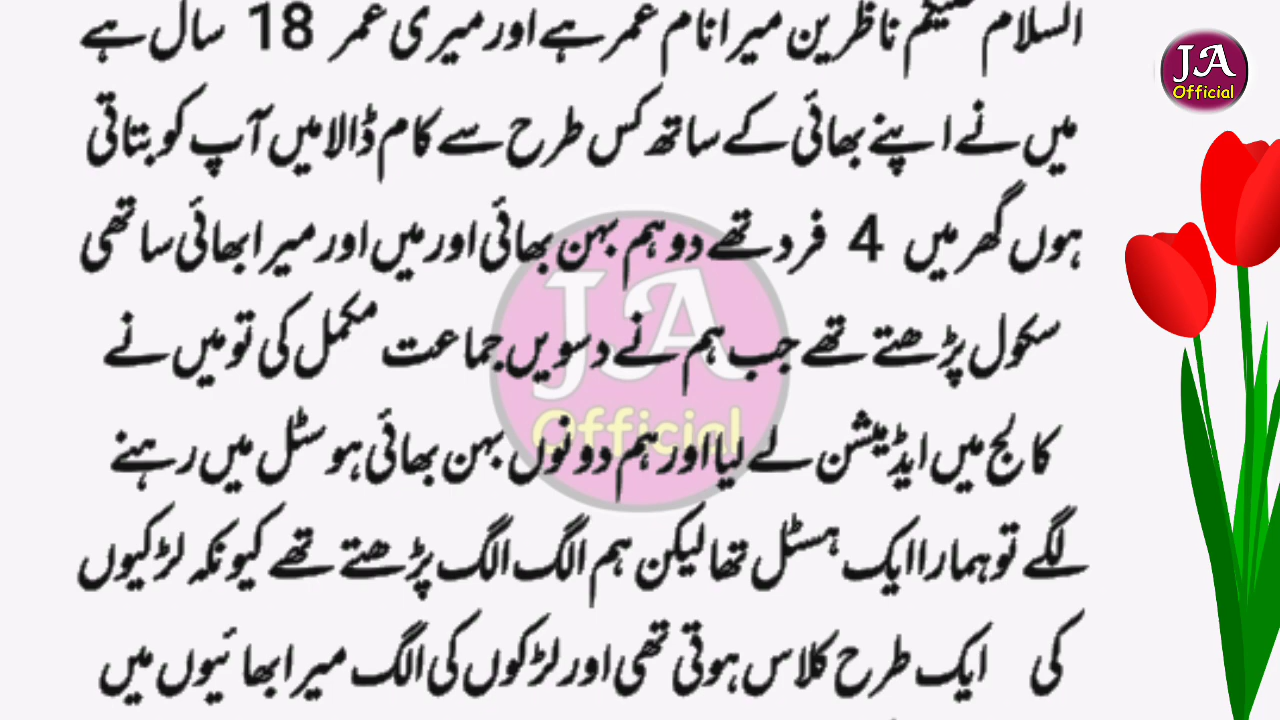 السلام علیکم ناظرین میرا نام عمر ہے اور میری عمر 18 سال ہے
میں نے اپنے بھائی کے ساتھ کس طرح سے کام ڈالا میں آپ کو بتاتی
ہوں گھر میں 4 فرد تھے دو ہم بہن بھائی اور میں اور میرا بھائی ساتھی
سکول پڑھتے تھے جب ہم نے دسویں جماعت مکمل کی تو میں نے
کالج میں ایڈمیشن لے لیا اور ہم دونوں بہن بھائی ہوسٹل میں رہنے
لگے تو ہمارا ایک ہسٹل تھا لیکن ہم الگ الگ پڑھتے تھے کیونکہ لڑکیوں
کی ایک طرح کلاس ہوتی تھی اور لڑکوں کی الگ میرا بھائیوں میں
JA
Official
JA
Official